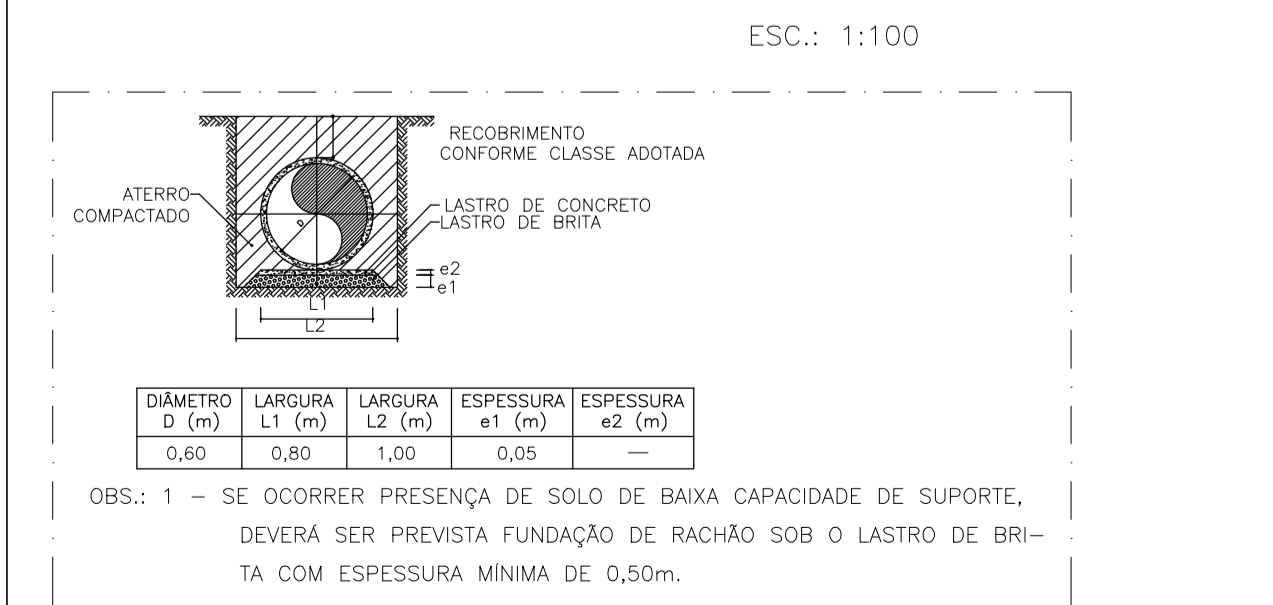 ESC.: 1:100
RECOBRIMENTO
CONFORME CLASSE ADOTADA
ATERRO
COMPACTADO
LASTRO DE CONCRETO
LASTRO DE BRITA
D
e2
e1
L1
L2
DIÂMETRO D (m) LARGURA L1 (m) LARGURA L2 (m) ESPESSURA e1 (m) ESPESSURA e2 (m)
0,60 0,80 1,00 0,05 —
OBS.: 1 – SE OCORRER PRESENÇA DE SOLO DE BAIXA CAPACIDADE DE SUPORTE,
DEVERÁ SER PREVISTA FUNDAÇÃO DE RACHÃO SOB O LASTRO DE BRI–
TA COM ESPESSURA MÍNIMA DE 0,50m.